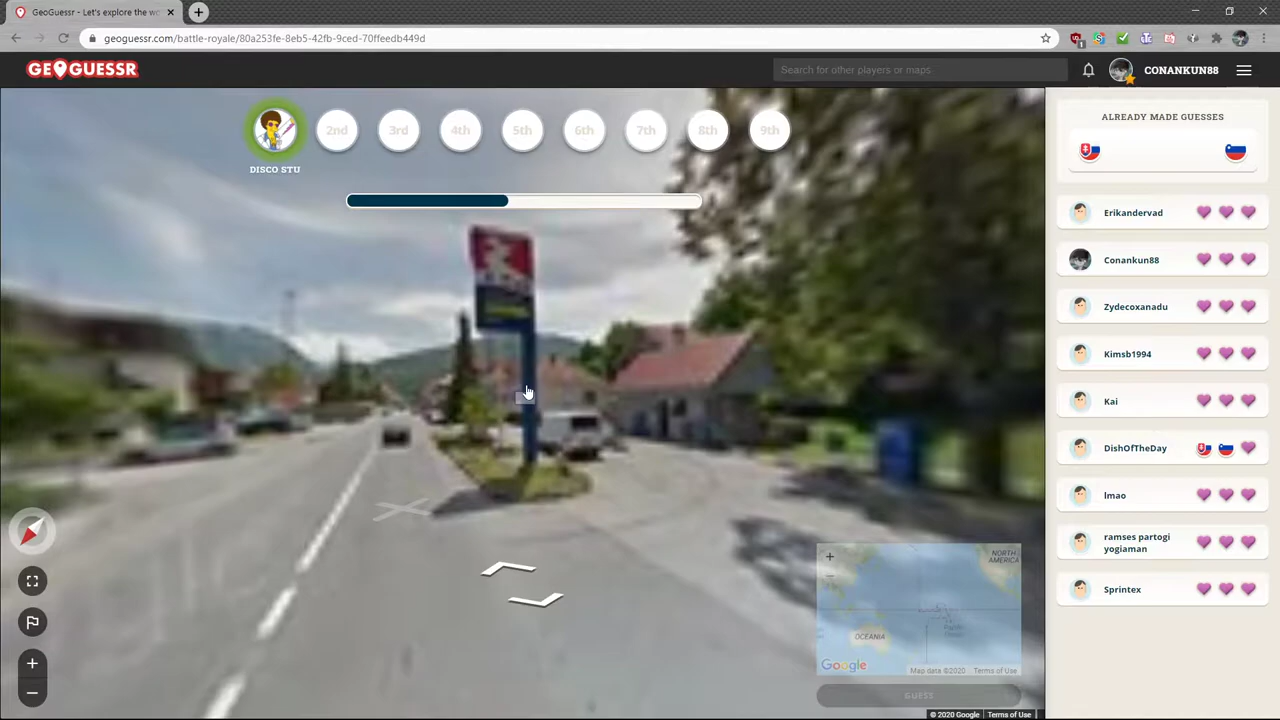 GeoGuessr - Let's explore the wo
geoguessr.com/battle-royale/80a253fe-8eb5-42fb-9ced-70ffeedb449d
GEOGUESSR
Search for other players or maps
CONANKUN88
2nd
3rd
4th
5th
6th
7th
8th
9th
DISCO STU
ALREADY MADE GUESSES
Erikandervad
Conankun88
Zydecoxanadu
Kimsb1994
Kai
DishOfTheDay
lmao
ramses partogi
yogiaman
Sprintex
NORTH
AMERICA
OCEANIA
Google
Map data ©2020
Terms of Use
GUESS
© 2020 Google
Terms of Use